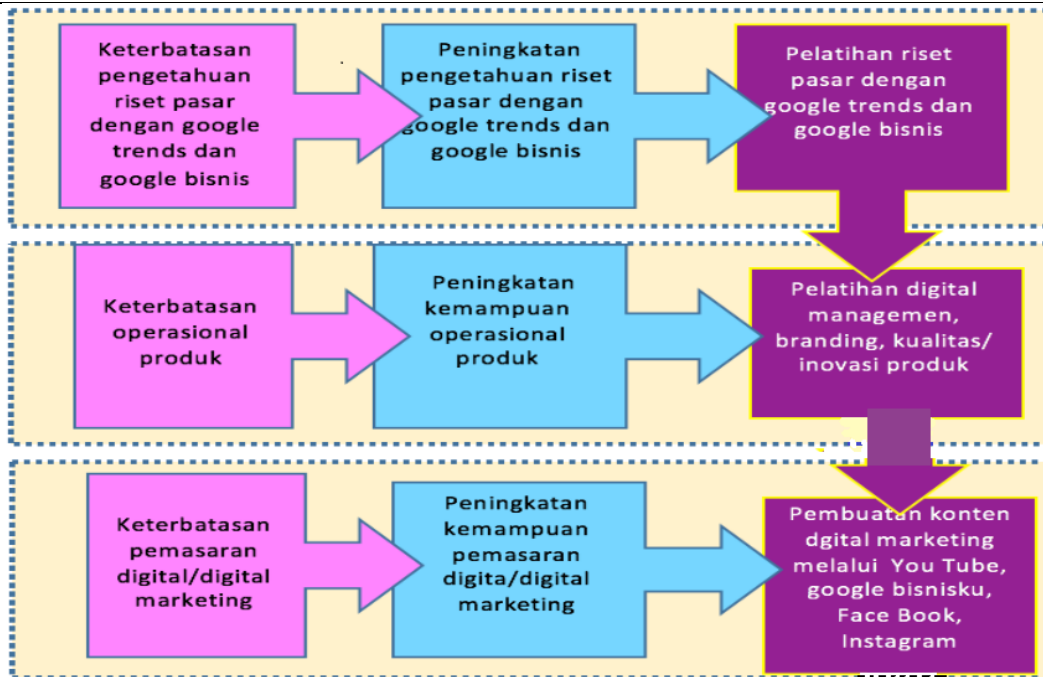 Keterbatasan
pengetahuan
riset pasar
dengan google
trends dan
google bisnis
Peningkatan
pengetahuan riset
pasar dengan
google trends dan
google bisnis
Pelatihan riset
pasar dengan
google trends dan
google bisnis
Keterbatasan
operasional
produk
Peningkatan
kemampuan
operasional
produk
Pelatihan digital
managemen,
branding, kualitas/
inovasi produk
Keterbatasan
pemasaran
digital/digital
marketing
Peningkatan
kemampuan
pemasaran
digita/digital
marketing
Pembuatan konten
dgital marketing
melalui You Tube,
google bisnisku,
Face Book,
Instagram